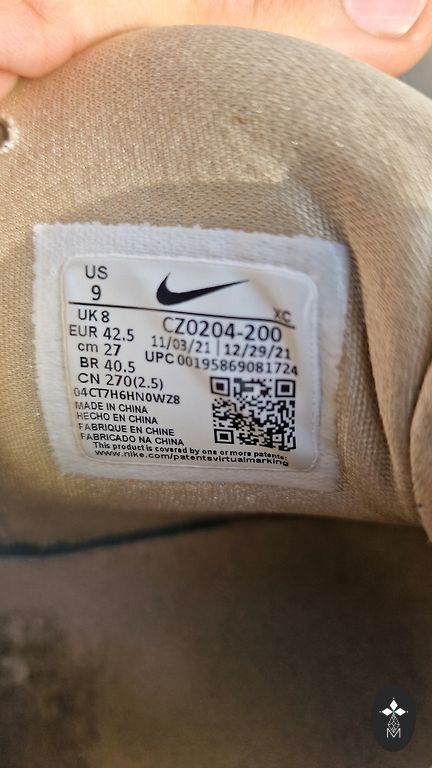 US
9
XC
UK 8
CZ0204-200
EUR 42.5
11/03/21 | 12/29/21
cm 27
UPC 00195869081724
BR 40.5
CN 270(2.5)
04CT7H6HN0WZ8
MADE IN CHINA
HECHO EN CHINA
FABRIQUE EN CHINE
FABRICADO NA CHINA
This product is covered by one or more patents:
www.nike.com/patentsvirtualmarking
M